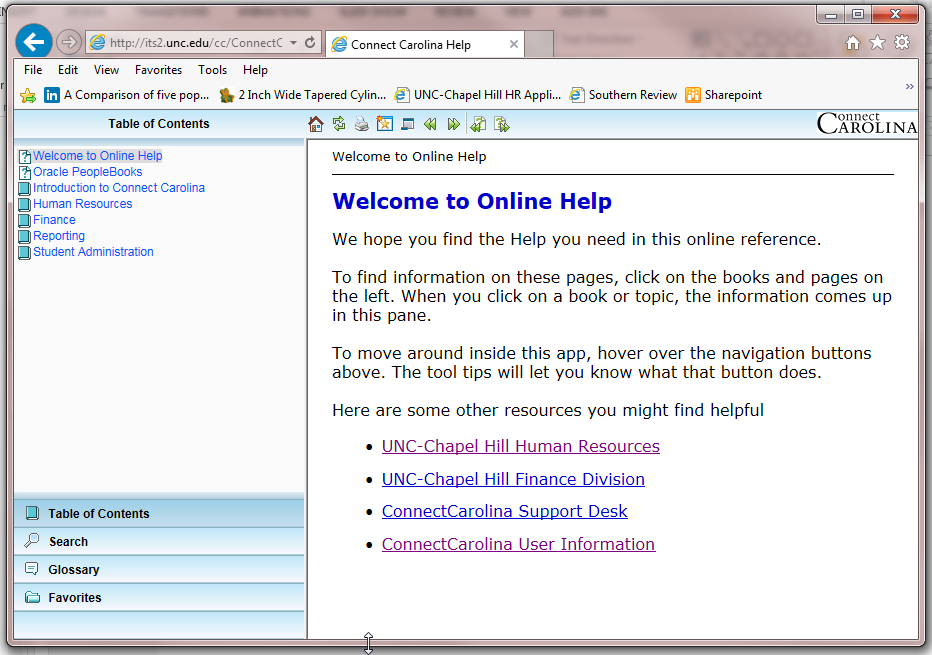 http://its2.unc.edu/cc/ConnectC
Connect Carolina Help
File Edit View Favorites Tools Help
A Comparison of five pop... 2 Inch Wide Tapered Cylin... UNC-Chapel Hill HR Appli... Southern Review Sharepoint
Table of Contents
Connect CAROLINA
Welcome to Online Help
Oracle PeopleBooks
Introduction to Connect Carolina
Human Resources
Finance
Reporting
Student Administration
Table of Contents
Search
Glossary
Favorites
Welcome to Online Help
Welcome to Online Help
We hope you find the Help you need in this online reference.
To find information on these pages, click on the books and pages on
the left. When you click on a book or topic, the information comes up
in this pane.
To move around inside this app, hover over the navigation buttons
above. The tool tips will let you know what that button does.
Here are some other resources you might find helpful
• UNC-Chapel Hill Human Resources
• UNC-Chapel Hill Finance Division
• ConnectCarolina Support Desk
• ConnectCarolina User Information